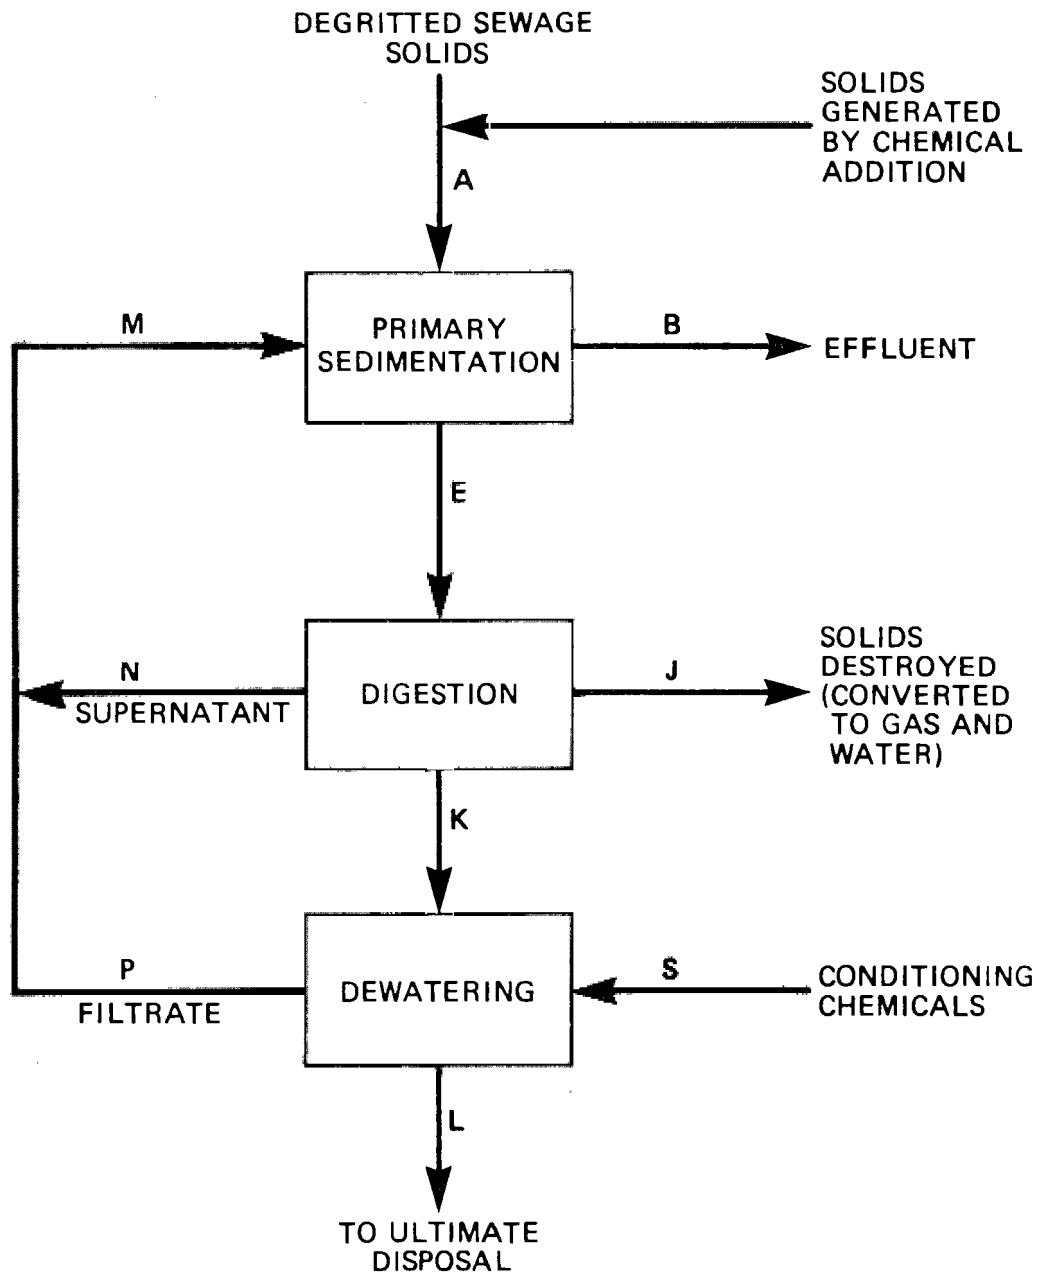 DEGRITTED SEWAGE
SOLIDS
SOLIDS
GENERATED
BY CHEMICAL
ADDITION
A
M
PRIMARY
SEDIMENTATION
B
EFFLUENT
E
N
SUPERNATANT
DIGESTION
J
SOLIDS
DESTROYED
(CONVERTED
TO GAS AND
WATER)
K
P
FILTRATE
DEWATERING
S
CONDITIONING
CHEMICALS
L
TO ULTIMATE
DISPOSAL